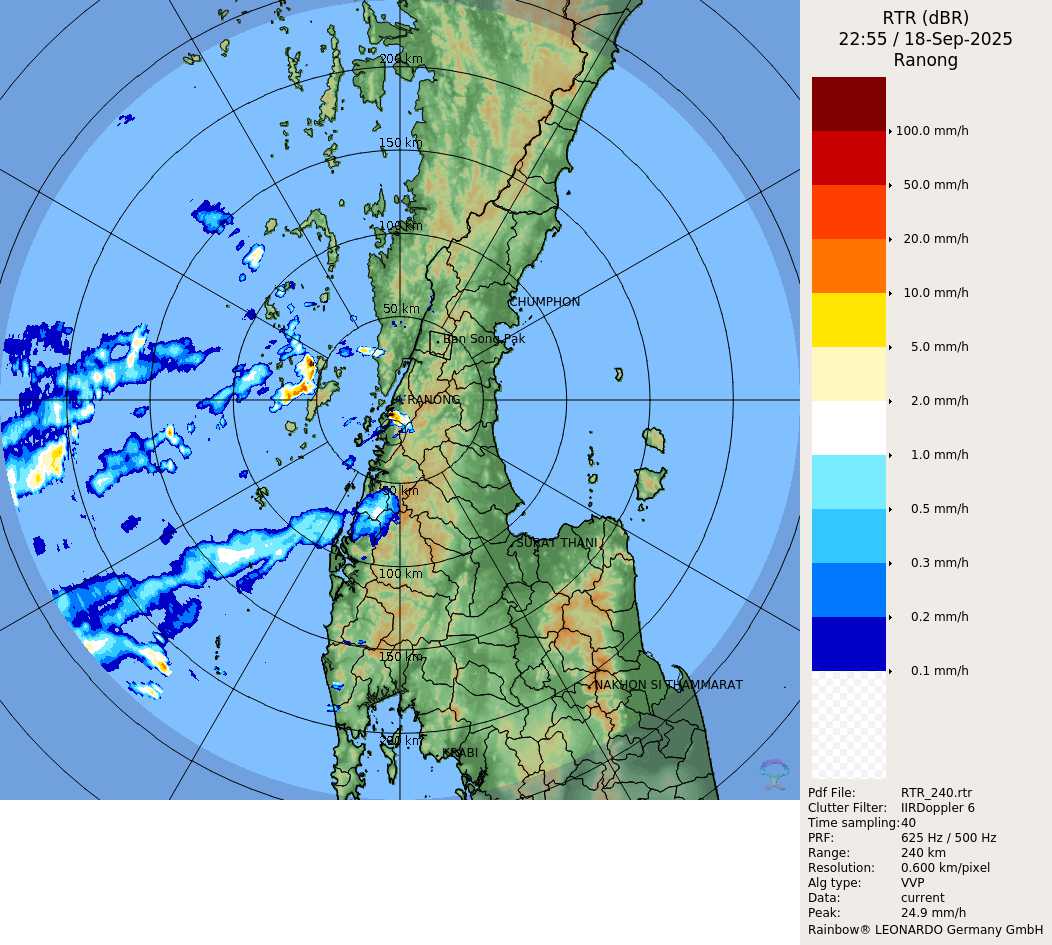 RTR (dBR)
22:55 / 18-Sep-2025
Ranong
200 km
150 km
100 km
50 km
CHUMPHON
Ban Song Pak
RANONG
50 km
SURAT THANI
100 km
150 km
NAKHON SI THAMMARAT
200 km
KRABI
100.0 mm/h
50.0 mm/h
20.0 mm/h
10.0 mm/h
5.0 mm/h
2.0 mm/h
1.0 mm/h
0.5 mm/h
0.3 mm/h
0.2 mm/h
0.1 mm/h
Pdf File: RTR_240.rtr
Clutter Filter: IIRDoppler 6
Time sampling:40
PRF: 625 Hz / 500 Hz
Range: 240 km
Resolution: 0.600 km/pixel
Alg type: VVP
Data: current
Peak: 24.9 mm/h
Rainbow® LEONARDO Germany GmbH